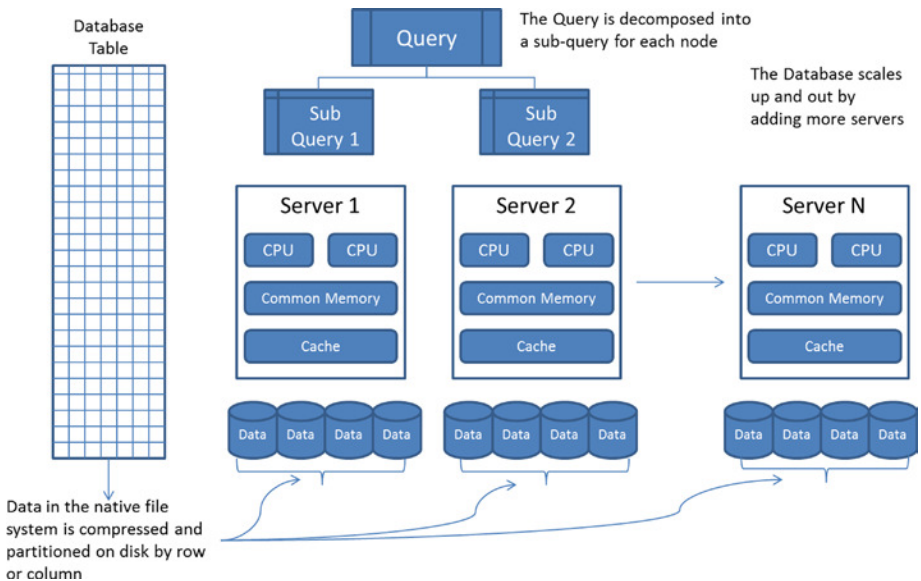 Database
Table
Query
The Query is decomposed into
a sub-query for each node
The Database scales
up and out by
adding more servers
Sub
Query 1
Sub
Query 2
Server 1
CPU
CPU
Common Memory
Cache
Server 2
CPU
CPU
Common Memory
Cache
Server N
CPU
CPU
Common Memory
Cache
Data
Data
Data
Data
Data
Data
Data
Data
Data
Data
Data
Data
Data in the native file
system is compressed and
partitioned on disk by row
or column